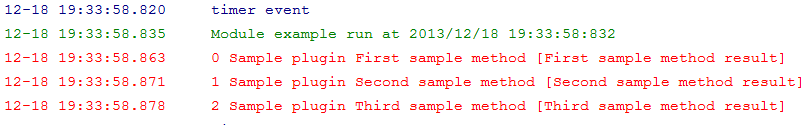 12-18 19:33:58.820 timer event
12-18 19:33:58.835 Module example run at 2013/12/18 19:33:58:832
12-18 19:33:58.863 0 Sample plugin First sample method [First sample method result]
12-18 19:33:58.871 1 Sample plugin Second sample method [Second sample method result]
12-18 19:33:58.878 2 Sample plugin Third sample method [Third sample method result]